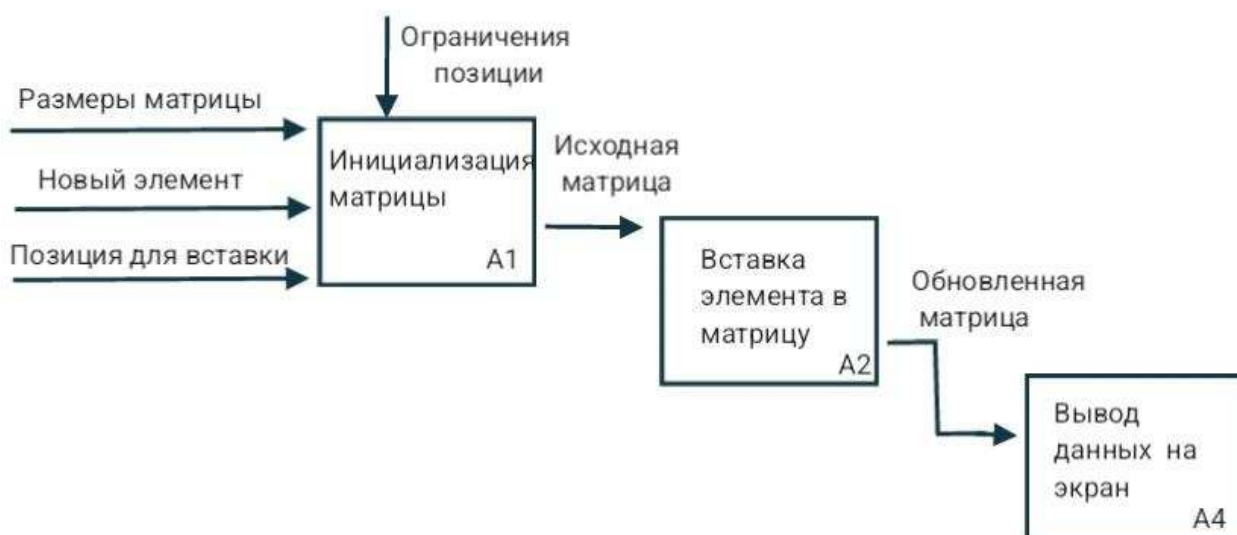 Ограничения
позиции
Размеры матрицы
Новый элемент
Позиция для вставки
Инициализация
матрицы
A1
Исходная
матрица
Вставка
элемента в
матрицу
A2
Обновленная
матрица
Вывод
данных на
экран
A4